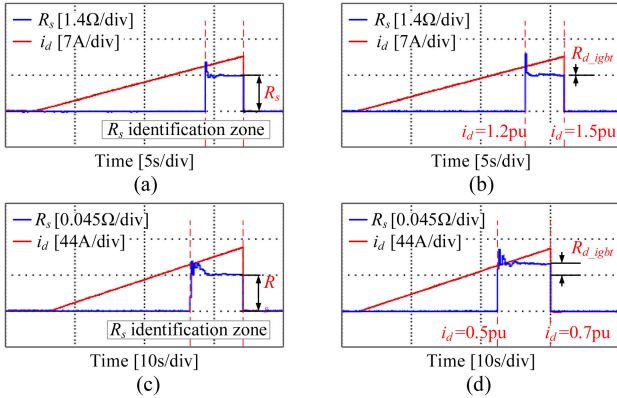 Rs [1.4Ω/div]
id [7A/div]
Rs
Rs identification zone
Time [5s/div]
(a)
Rs [1.4Ω/div]
id [7A/div]
Rd_igbt
id=1.2pu
id=1.5pu
Time [5s/div]
(b)
Rs [0.045Ω/div]
id [44A/div]
R
Rs identification zone
Time [10s/div]
(c)
Rs [0.045Ω/div]
id [44A/div]
Rd_igbt
id=0.5pu
id=0.7pu
Time [10s/div]
(d)